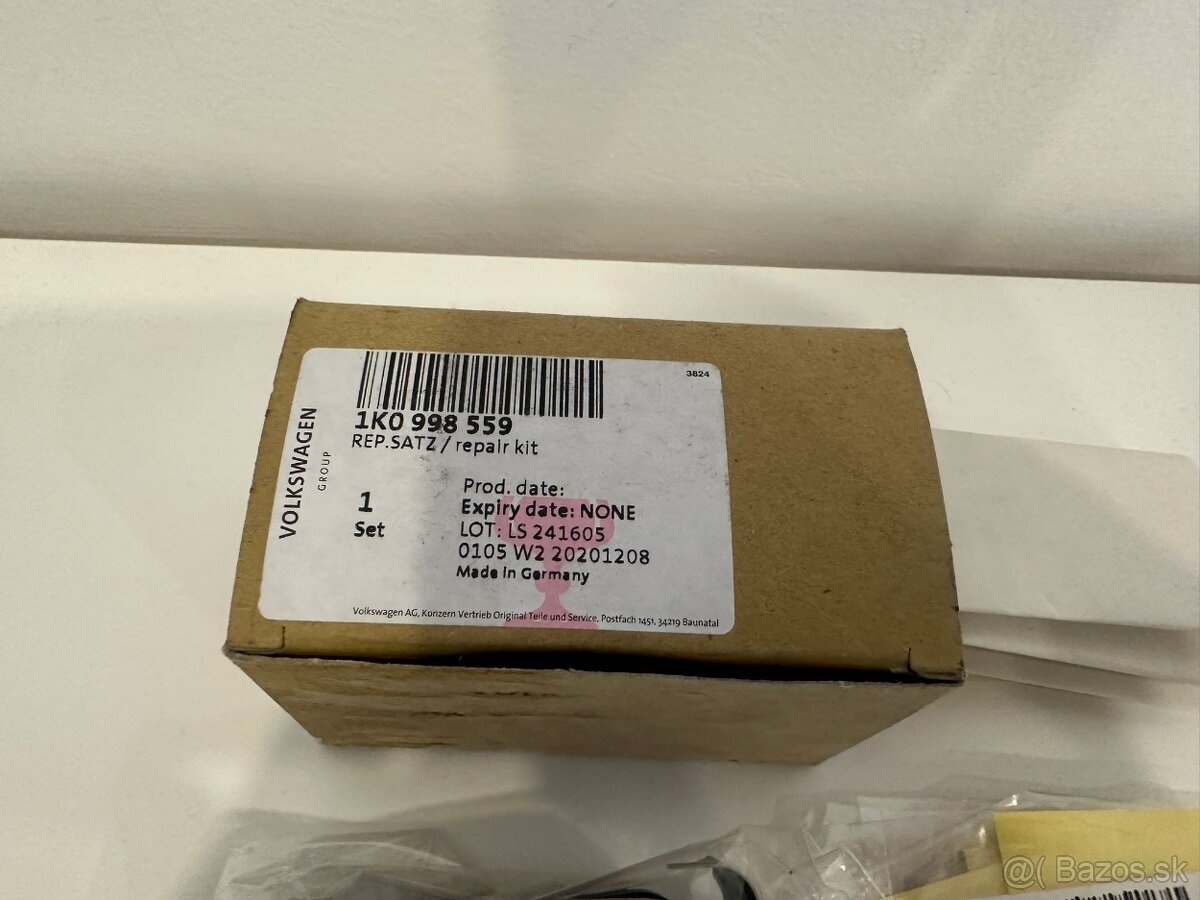 3824
1K0 998 559
REP.SATZ / repair kit
VOLKSWAGEN
GROUP
1
Set
Prod. date:
Expiry date: NONE
LOT: LS 241605
0105 W2 20201208
Made in Germany
Volkswagen AG, Konzern Vertrieb Original Teile und Service, Postfach 1451, 34219 Baunatal
@( Bazos.sk